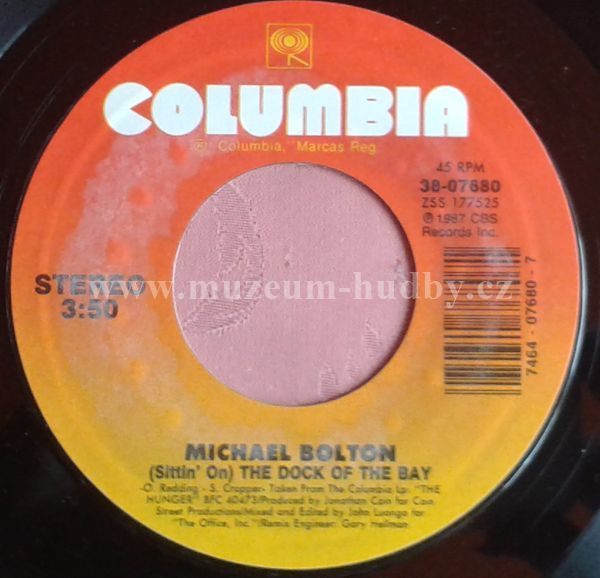 COLUMBIA
® Columbia, Marcas Reg.
45 RPM
38-07680
ZSS 177525
℗ 1987 CBS
Records Inc.
STEREO
3:50
www.muzeum-hudby.cz
7464 - 07680 - 7
MICHAEL BOLTON
(Sittin' On) THE DOCK OF THE BAY
-O. Redding - S. Cropper- Taken From The Columbia Lp: "THE
HUNGER" BFC 40473/Produced by Jonathan Cain for Cain
Street Productions/Mixed and Edited by John Luongo for
"The Office, Inc."/Remix Engineer: Gary Hellman